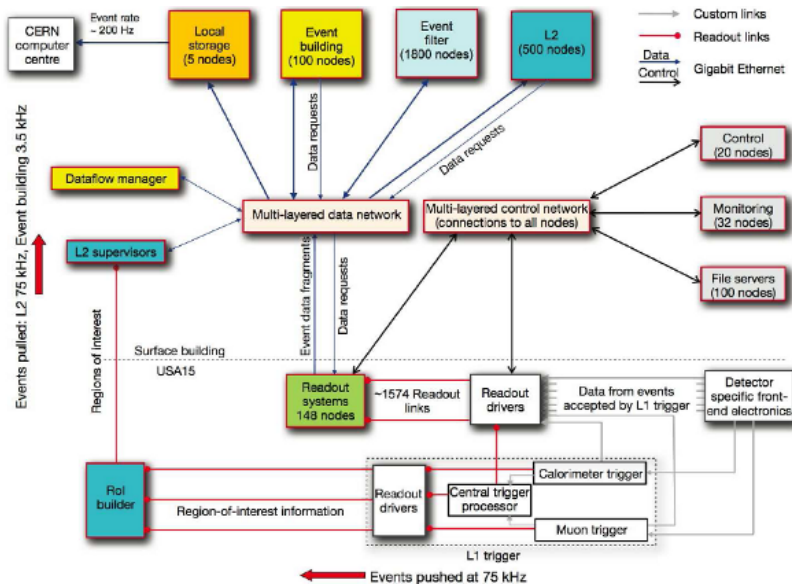 CERN
computer
centre
Event rate
~ 200 Hz
Local
storage
(5 nodes)
Event
building
(100 nodes)
Event
filter
(1800 nodes)
L2
(500 nodes)
Custom links
Readout links
Data
Control
Gigabit Ethernet
Data requests
Data requests
Control
(20 nodes)
Dataflow manager
Multi-layered data network
Multi-layered control network
(connections to all nodes)
Monitoring
(32 nodes)
L2 supervisors
File servers
(100 nodes)
Events pulled: L2 75 kHz, Event building 3.5 kHz
Regions of interest
Event data fragments
Data requests
Surface building
USA15
Readout
systems
148 nodes
~1574 Readout
links
Readout
drivers
Data from events
accepted by L1 trigger
Detector
specific front-
end electronics
RoI
builder
Region-of-interest information
Readout
drivers
Calorimeter trigger
Central trigger
processor
Muon trigger
L1 trigger
Events pushed at 75 kHz